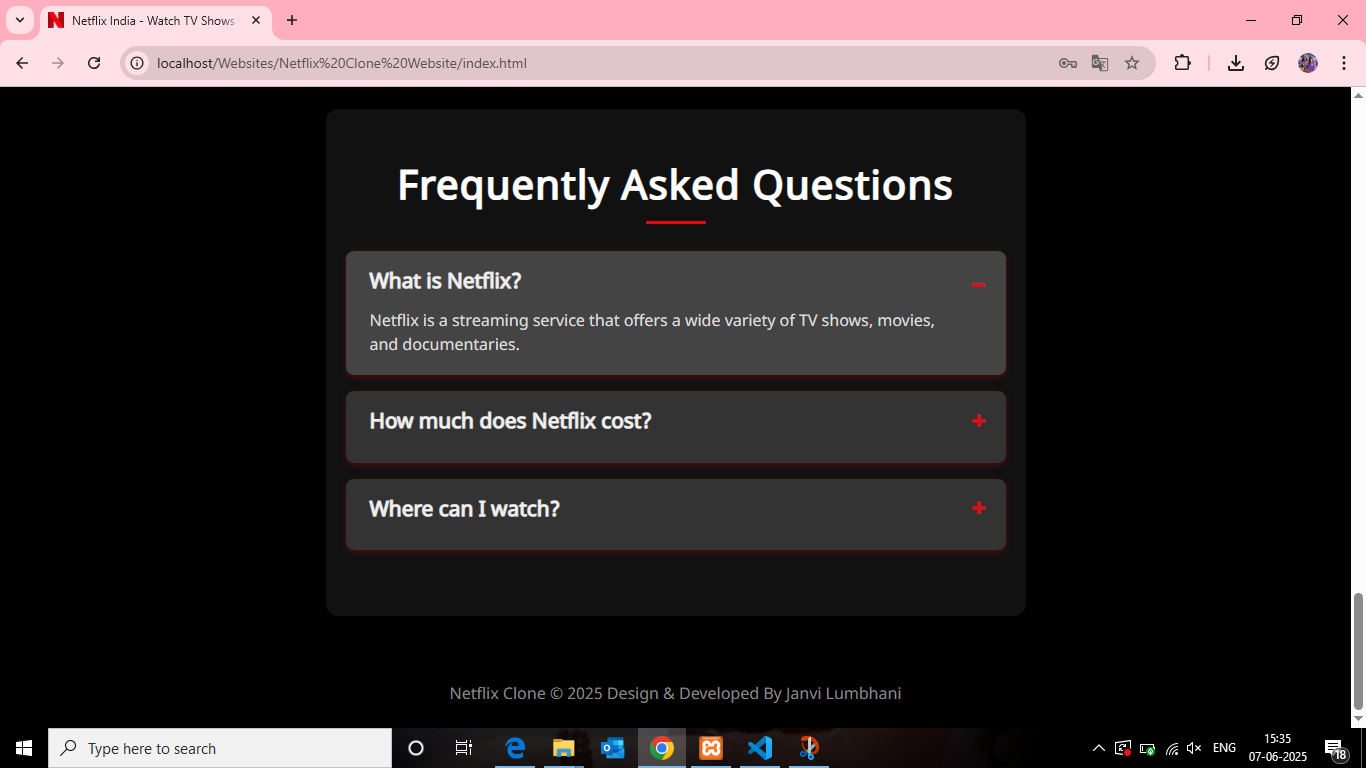 Netflix India - Watch TV Shows
localhost/Websites/Netflix%20Clone%20Website/index.html
Frequently Asked Questions
What is Netflix?
Netflix is a streaming service that offers a wide variety of TV shows, movies,
and documentaries.
How much does Netflix cost?
Where can I watch?
Netflix Clone © 2025 Design & Developed By Janvi Lumbhani
Type here to search
ENG
15:35
07-06-2025
18